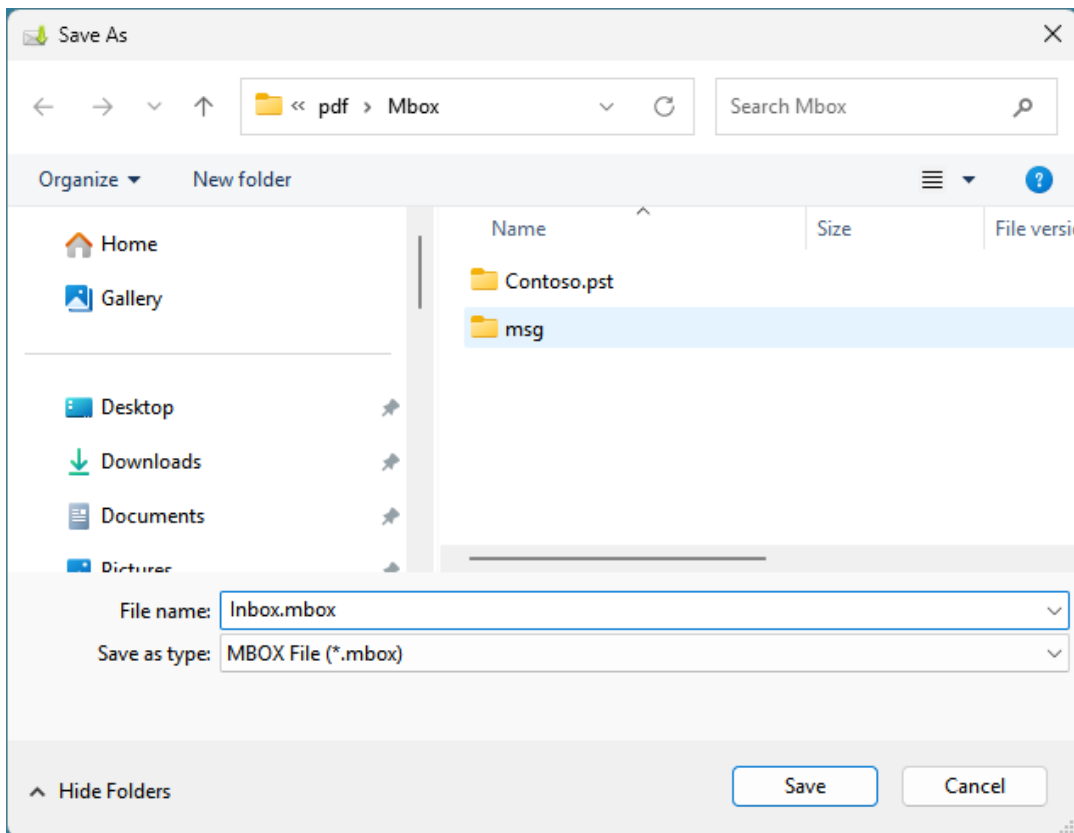 Save As
« pdf > Mbox
Search Mbox
Organize
New folder
?
Home
Gallery
Desktop
Downloads
Documents
Pictures
Name
Size
File versi
Contoso.pst
msg
File name: Inbox.mbox
Save as type: MBOX File (*.mbox)
Hide Folders
Save
Cancel